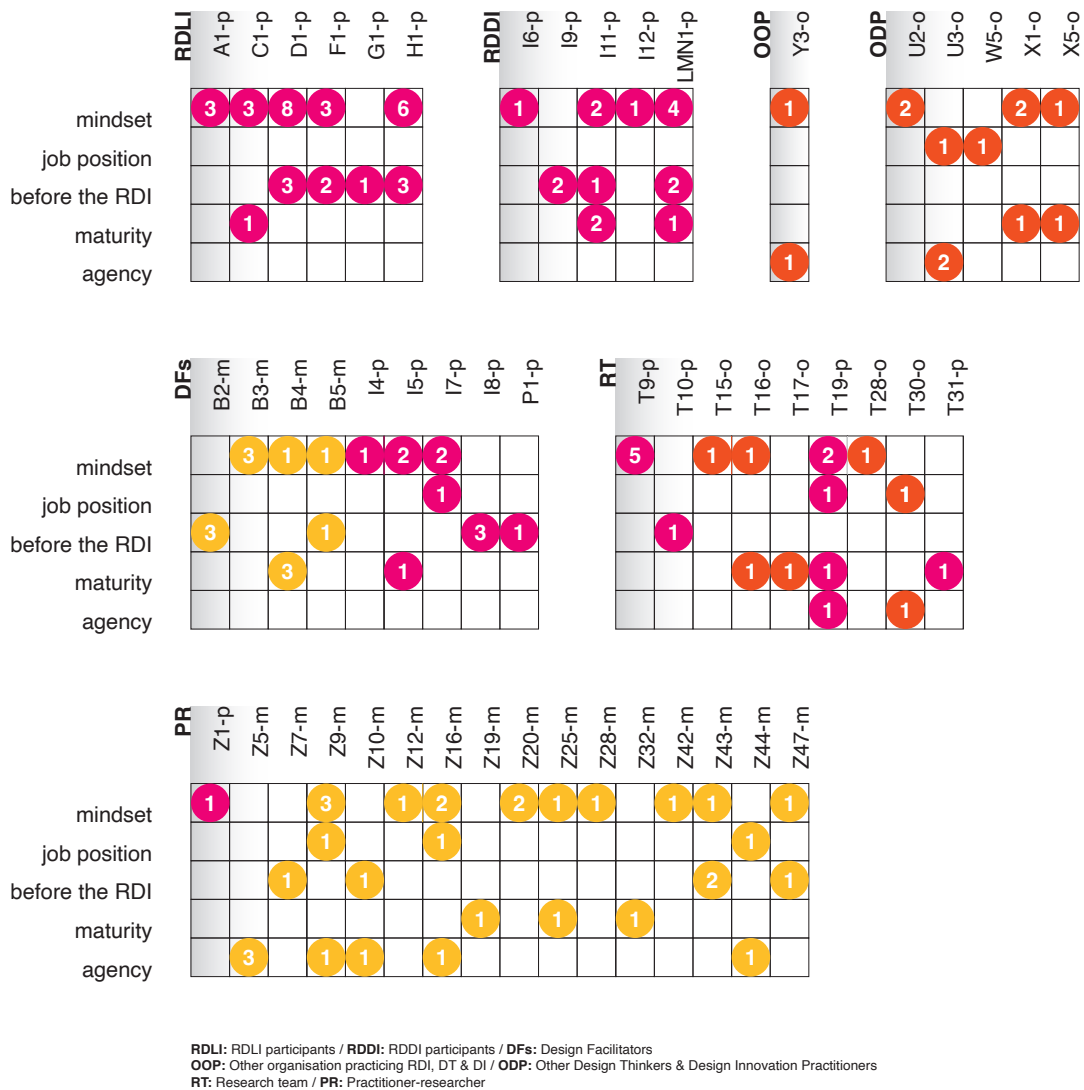 RDLI A1-p C1-p D1-p F1-p G1-p H1-p
RDDI I6-p I9-p I11-p I12-p LMN1-p
OOP Y3-o
ODP U2-o U3-o W5-o X1-o X5-o
mindset 3 3 8 3 6 1 2 1 4 1 2 2 1
job position 1 1
before the RDI 3 2 1 3 2 1 2
maturity 1 2 1 1 1
agency 1 2
DFs B2-m B3-m B4-m B5-m I4-p I5-p I7-p I8-p P1-p
RT T9-p T10-p T15-o T16-o T17-o T19-p T28-o T30-o T31-p
mindset 3 1 1 1 2 2 5 1 1 2 1
job position 1 1 1
before the RDI 3 1 3 1 1
maturity 3 1 1 1 1 1
agency 1 1
PR Z1-p Z5-m Z7-m Z9-m Z10-m Z12-m Z16-m Z19-m Z20-m Z25-m Z28-m Z32-m Z42-m Z43-m Z44-m Z47-m
mindset 1 3 1 2 2 1 1 1 1 1
job position 1 1 1
before the RDI 1 1 2 1
maturity 1 1 1
agency 3 1 1 1 1
RDLI: RDLI participants / RDDI: RDDI participants / DFs: Design Facilitators
OOP: Other organisation practicing RDI, DT & DI / ODP: Other Design Thinkers & Design Innovation Practitioners
RT: Research team / PR: Practitioner-researcher